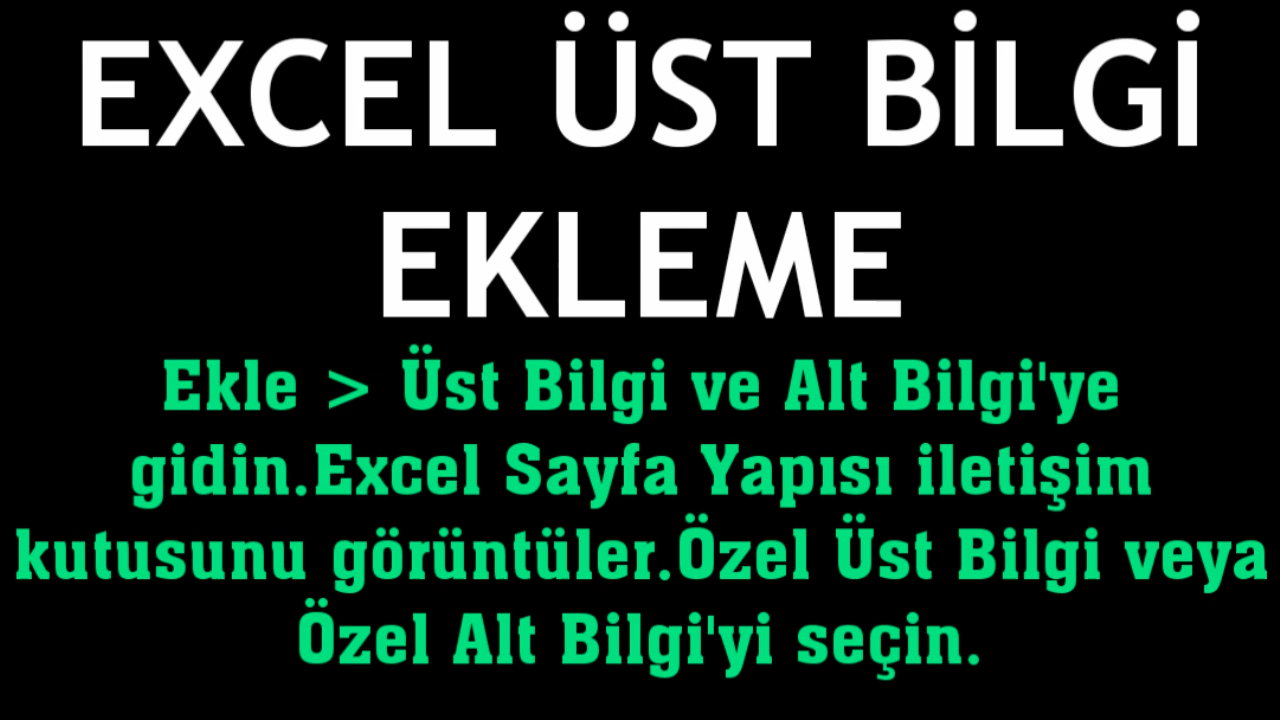 EXCEL ÜST BİLGİ
EKLEME
Ekle > Üst Bilgi ve Alt Bilgi'ye
gidin.Excel Sayfa Yapısı iletişim
kutusunu görüntüler.Özel Üst Bilgi veya
Özel Alt Bilgi'yi seçin.